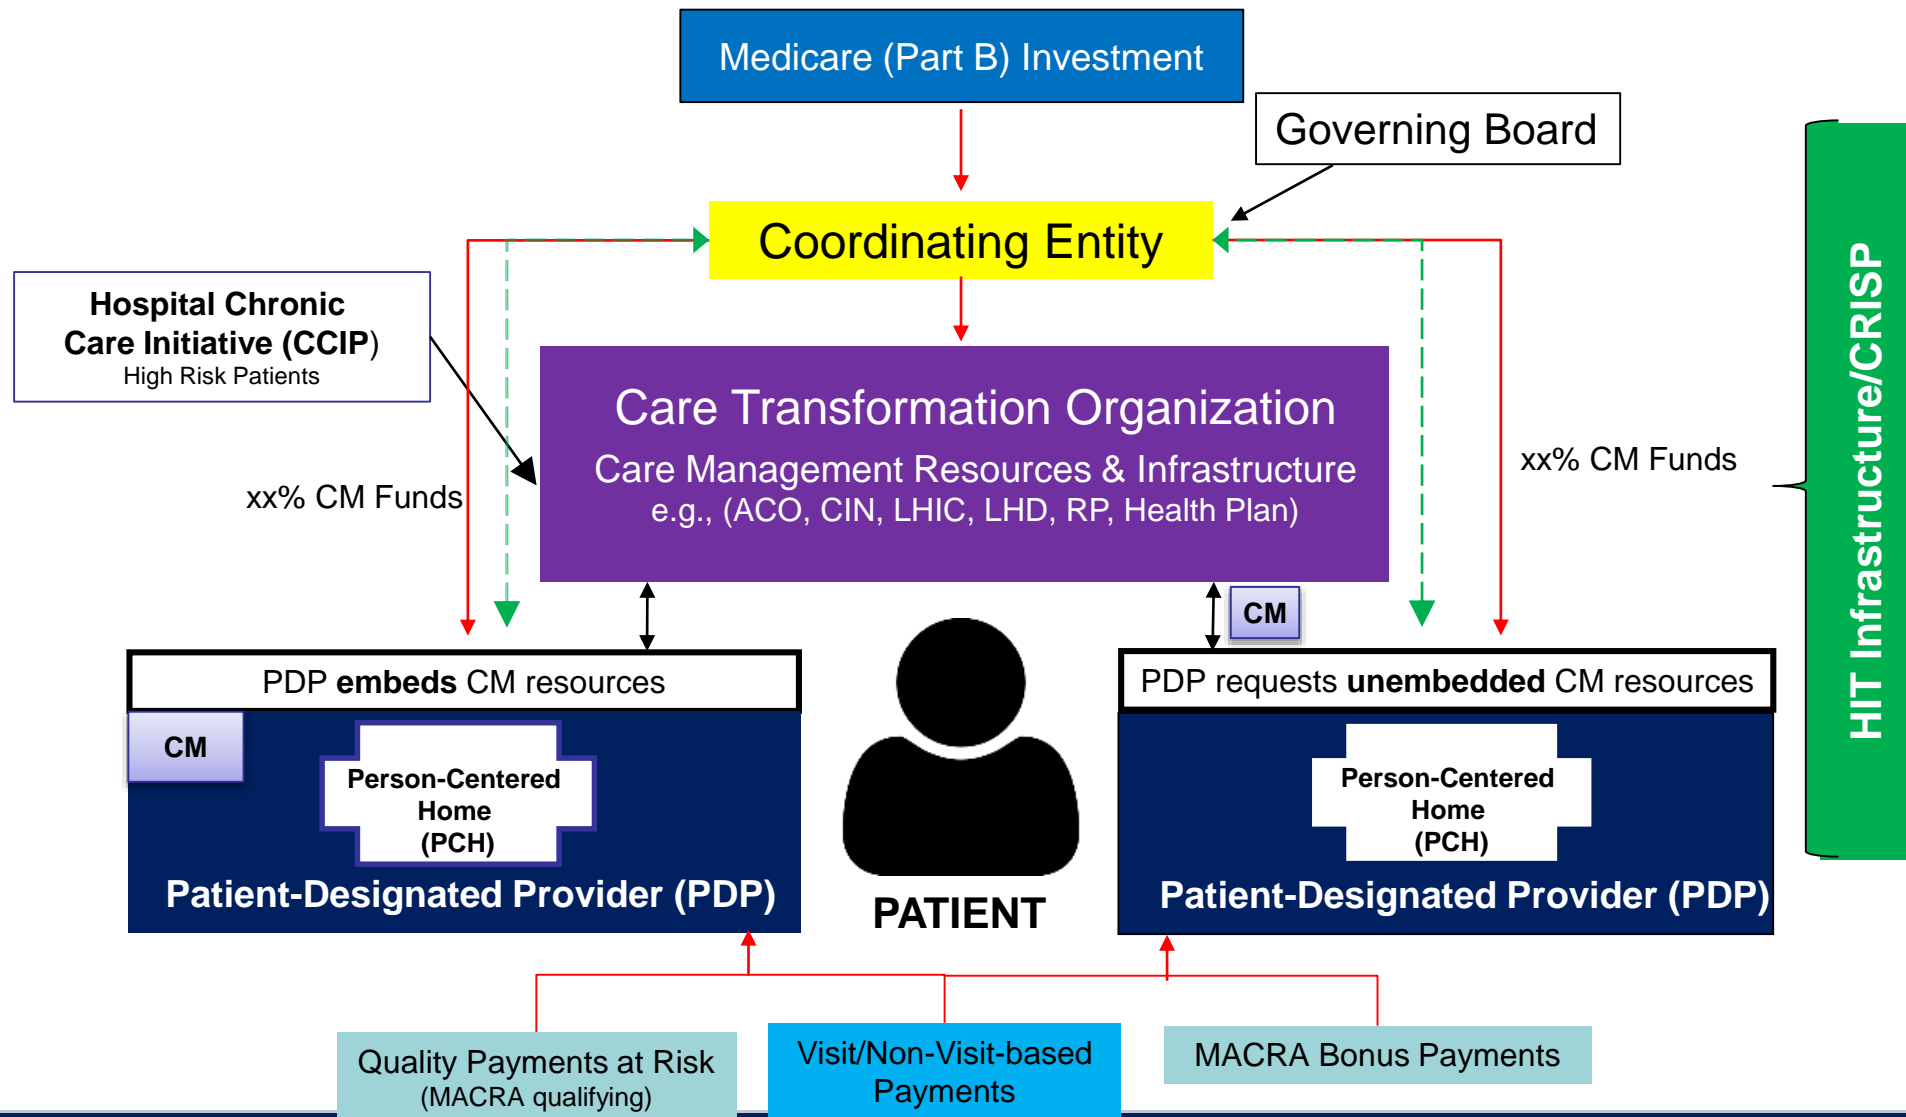 Medicare (Part B) Investment
Governing Board
Coordinating Entity
Hospital Chronic
Care Initiative (CCIP)
High Risk Patients
Care Transformation Organization
Care Management Resources & Infrastructure
e.g., (ACO, CIN, LHIC, LHD, RP, Health Plan)
xx% CM Funds
xx% CM Funds
HIT Infrastructure/CRISP
CM
PDP embeds CM resources
PDP requests unembedded CM resources
CM
Person-Centered
Home
(PCH)
Patient-Designated Provider (PDP)
PATIENT
Person-Centered
Home
(PCH)
Patient-Designated Provider (PDP)
Quality Payments at Risk
(MACRA qualifying)
Visit/Non-Visit-based
Payments
MACRA Bonus Payments